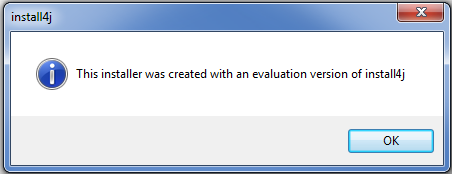 install4j
This installer was created with an evaluation version of install4j
OK